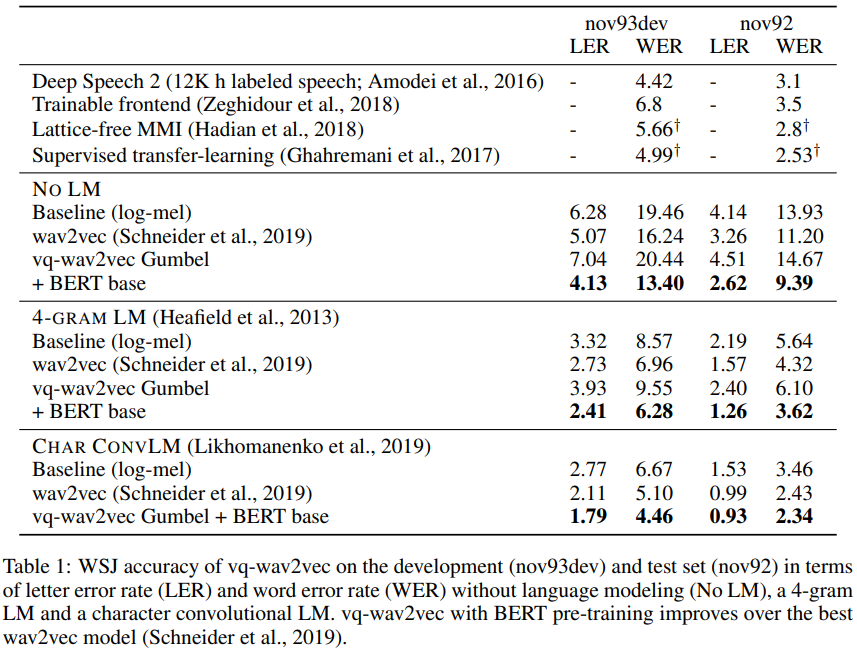 nov93dev nov92
LER WER LER WER
Deep Speech 2 (12K h labeled speech; Amodei et al., 2016) - 4.42 - 3.1
Trainable frontend (Zeghidour et al., 2018) - 6.8 - 3.5
Lattice-free MMI (Hadian et al., 2018) - 5.66† - 2.8†
Supervised transfer-learning (Ghahremani et al., 2017) - 4.99† - 2.53†
NO LM
Baseline (log-mel) 6.28 19.46 4.14 13.93
wav2vec (Schneider et al., 2019) 5.07 16.24 3.26 11.20
vq-wav2vec Gumbel 7.04 20.44 4.51 14.67
+ BERT base 4.13 13.40 2.62 9.39
4-GRAM LM (Heafield et al., 2013)
Baseline (log-mel) 3.32 8.57 2.19 5.64
wav2vec (Schneider et al., 2019) 2.73 6.96 1.57 4.32
vq-wav2vec Gumbel 3.93 9.55 2.40 6.10
+ BERT base 2.41 6.28 1.26 3.62
CHAR CONVLM (Likhomanenko et al., 2019)
Baseline (log-mel) 2.77 6.67 1.53 3.46
wav2vec (Schneider et al., 2019) 2.11 5.10 0.99 2.43
vq-wav2vec Gumbel + BERT base 1.79 4.46 0.93 2.34
Table 1: WSJ accuracy of vq-wav2vec on the development (nov93dev) and test set (nov92) in terms
of letter error rate (LER) and word error rate (WER) without language modeling (No LM), a 4-gram
LM and a character convolutional LM. vq-wav2vec with BERT pre-training improves over the best
wav2vec model (Schneider et al., 2019).